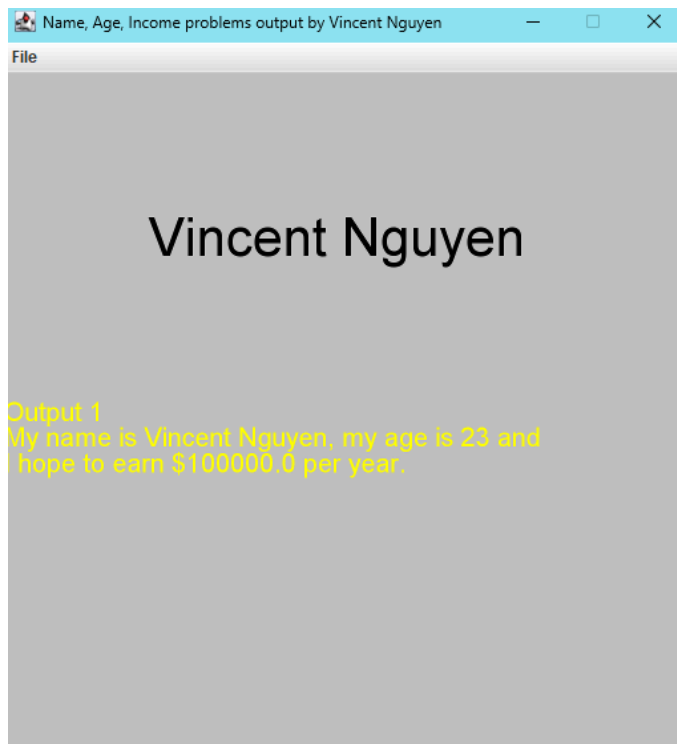 Name, Age, Income problems output by Vincent Nguyen
File
Vincent Nguyen
Output 1
My name is Vincent Nguyen, my age is 23 and
I hope to earn $100000.0 per year.